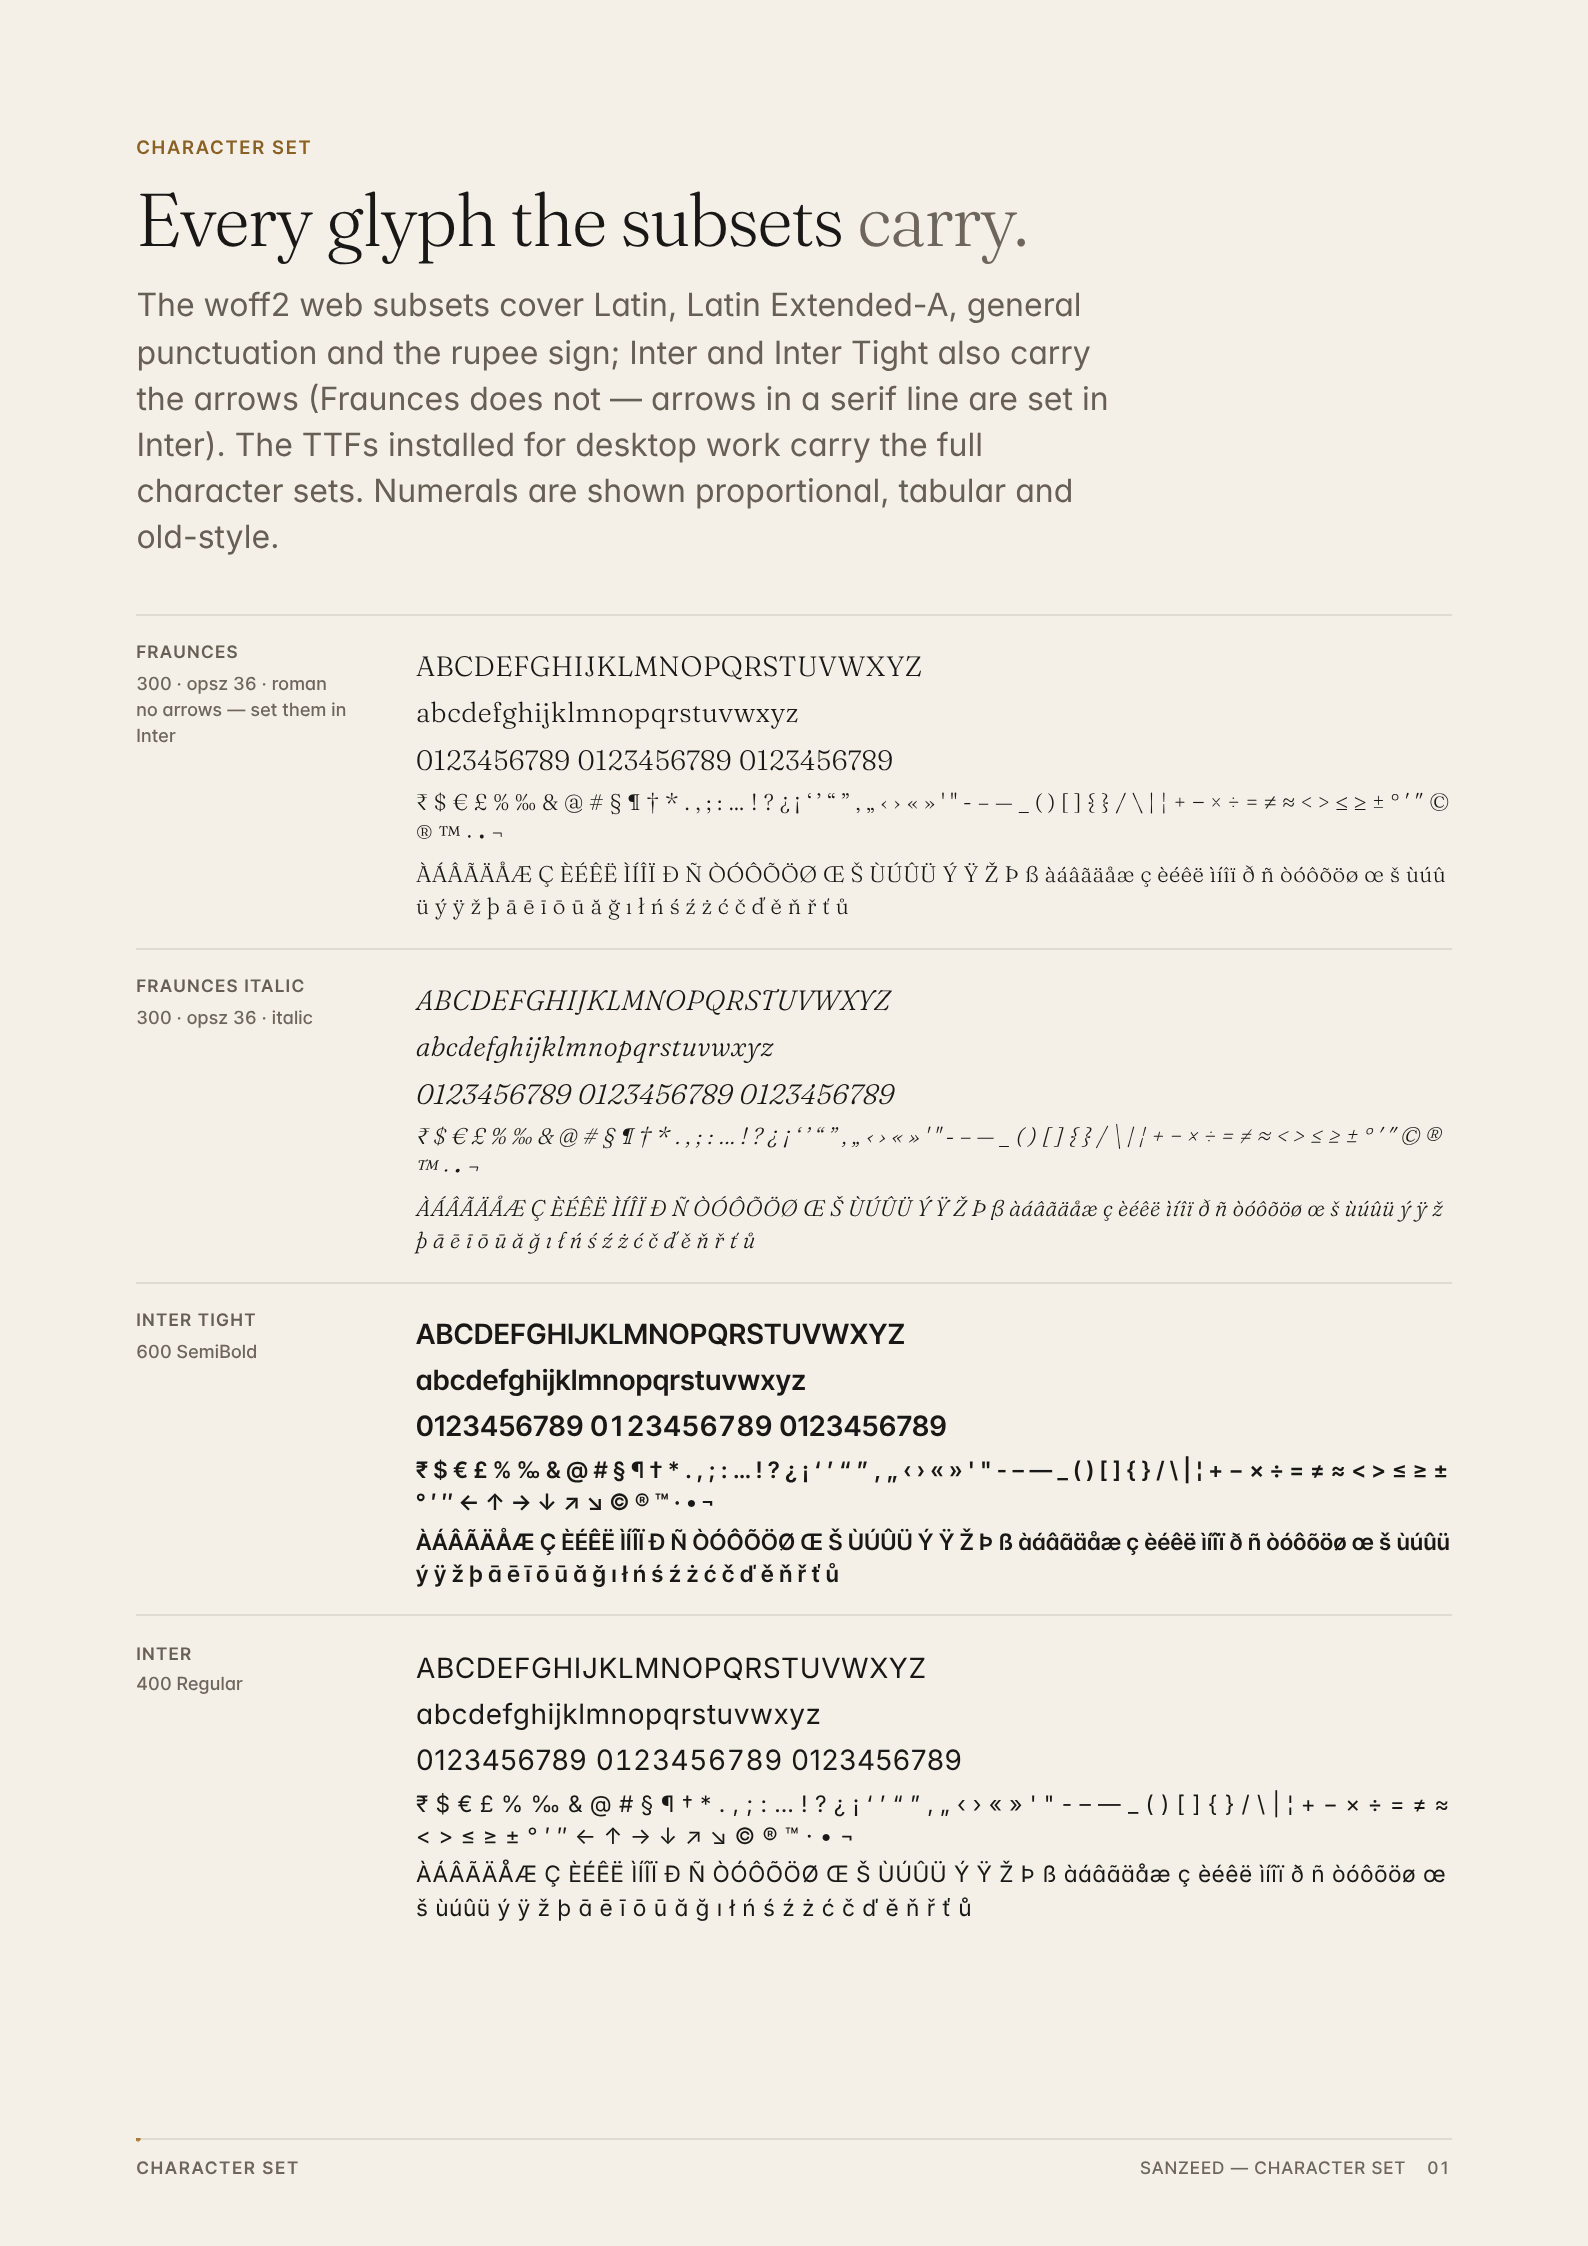 CHARACTER SET
Every glyph the subsets carry.
The woff2 web subsets cover Latin, Latin Extended-A, general
punctuation and the rupee sign; Inter and Inter Tight also carry
the arrows (Fraunces does not — arrows in a serif line are set in
Inter). The TTFs installed for desktop work carry the full
character sets. Numerals are shown proportional, tabular and
old-style.
FRAUNCES
300 · opsz 36 · roman
no arrows — set them in
Inter
ABCDEFGHIJKLMNOPQRSTUVWXYZ
abcdefghijklmnopqrstuvwxyz
0123456789 0123456789 0123456789
₹ $ € £ % ‰ & @ # § ¶ † * . , ; : … ! ? ¿ ¡ ‘ ’ “ ” ‚ „ ‹ › « » ' " - – — _ ( ) [ ] { } / \ | ¦ + − × ÷ = ≠ ≈ < > ≤ ≥ ± ° ′ ″ ©
® ™ · • ¬
ÀÁÂÃÄÅÆ Ç ÈÉÊË ÌÍÎÏ Ð Ñ ÒÓÔÕÖØ Œ Š ÙÚÛÜ Ý Ÿ Ž Þ ß àáâãäåæ ç èéêë ìíîï ð ñ òóôõöø œ š ùúû
ü ý ÿ ž þ ā ē ī ō ū ă ğ ı ł ń ś ź ż ć č ď ě ň ř ť ů
FRAUNCES ITALIC
300 · opsz 36 · italic
ABCDEFGHIJKLMNOPQRSTUVWXYZ
abcdefghijklmnopqrstuvwxyz
0123456789 0123456789 0123456789
₹ $ € £ % ‰ & @ # § ¶ † * . , ; : … ! ? ¿ ¡ ‘ ’ “ ” ‚ „ ‹ › « » ' " - – — _ ( ) [ ] { } / \ | ¦ + − × ÷ = ≠ ≈ < > ≤ ≥ ± ° ′ ″ © ®
™ · • ¬
ÀÁÂÃÄÅÆ Ç ÈÉÊË ÌÍÎÏ Ð Ñ ÒÓÔÕÖØ Œ Š ÙÚÛÜ Ý Ÿ Ž Þ ß àáâãäåæ ç èéêë ìíîï ð ñ òóôõöø œ š ùúûü ý ÿ ž
þ ā ē ī ō ū ă ğ ı ł ń ś ź ż ć č ď ě ň ř ť ů
INTER TIGHT
600 SemiBold
ABCDEFGHIJKLMNOPQRSTUVWXYZ
abcdefghijklmnopqrstuvwxyz
0123456789 0123456789 0123456789
₹ $ € £ % ‰ & @ # § ¶ † * . , ; : … ! ? ¿ ¡ ‘ ’ “ ” ‚ „ ‹ › « » ' " - – — _ ( ) [ ] { } / \ | ¦ + − × ÷ = ≠ ≈ < > ≤ ≥ ±
° ′ ″ ← ↑ → ↓ ↗ ↘ © ® ™ · • ¬
ÀÁÂÃÄÅÆ Ç ÈÉÊË ÌÍÎÏ Ð Ñ ÒÓÔÕÖØ Œ Š ÙÚÛÜ Ý Ÿ Ž Þ ß àáâãäåæ ç èéêë ìíîï ð ñ òóôõöø œ š ùúûü
ý ÿ ž þ ā ē ī ō ū ă ğ ı ł ń ś ź ż ć č ď ě ň ř ť ů
INTER
400 Regular
ABCDEFGHIJKLMNOPQRSTUVWXYZ
abcdefghijklmnopqrstuvwxyz
0123456789 0123456789 0123456789
₹ $ € £ % ‰ & @ # § ¶ † * . , ; : … ! ? ¿ ¡ ‘ ’ “ ” ‚ „ ‹ › « » ' " - – — _ ( ) [ ] { } / \ | ¦ + − × ÷ = ≠ ≈
< > ≤ ≥ ± ° ′ ″ ← ↑ → ↓ ↗ ↘ © ® ™ · • ¬
ÀÁÂÃÄÅÆ Ç ÈÉÊË ÌÍÎÏ Ð Ñ ÒÓÔÕÖØ Œ Š ÙÚÛÜ Ý Ÿ Ž Þ ß àáâãäåæ ç èéêë ìíîï ð ñ òóôõöø œ
š ùúûü ý ÿ ž þ ā ē ī ō ū ă ğ ı ł ń ś ź ż ć č ď ě ň ř ť ů
CHARACTER SET
SANZEED — CHARACTER SET 01